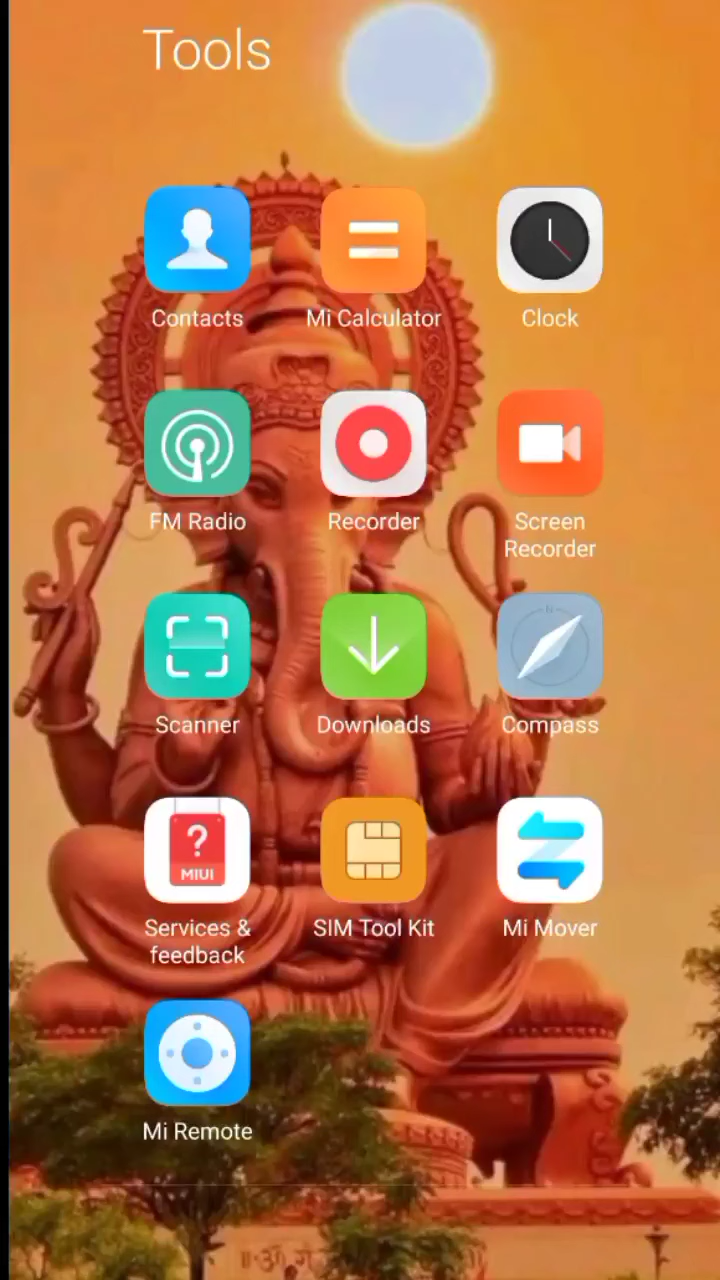 Tools
Contacts
Mi Calculator
Clock
FM Radio
Recorder
Screen
Recorder
N
Scanner
Downloads
Compass
?
MIUI
Services &
feedback
SIM Tool Kit
Mi Mover
Mi Remote
॥ॐ